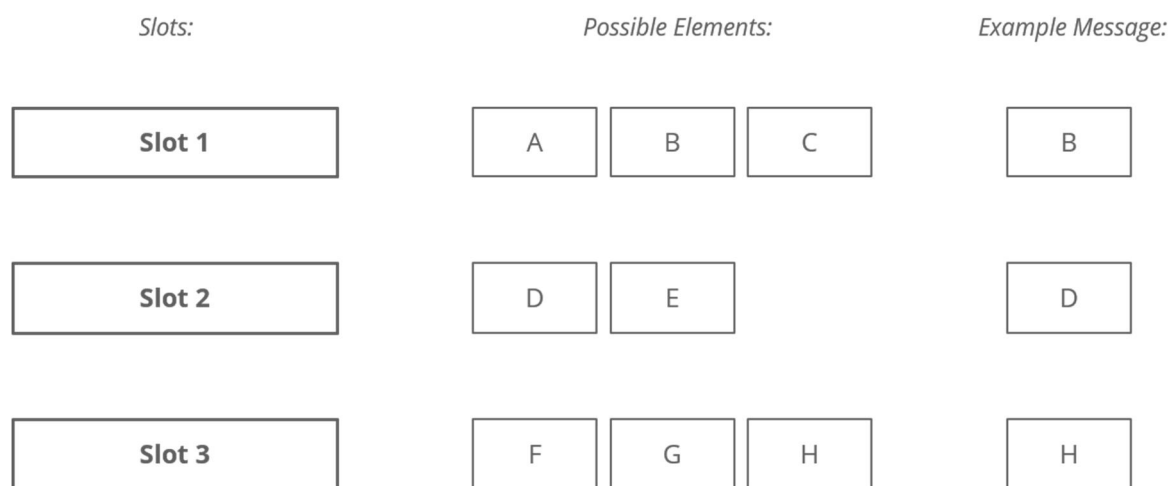 Slots: Possible Elements: Example Message:
Slot 1 A B C B
Slot 2 D E D
Slot 3 F G H H